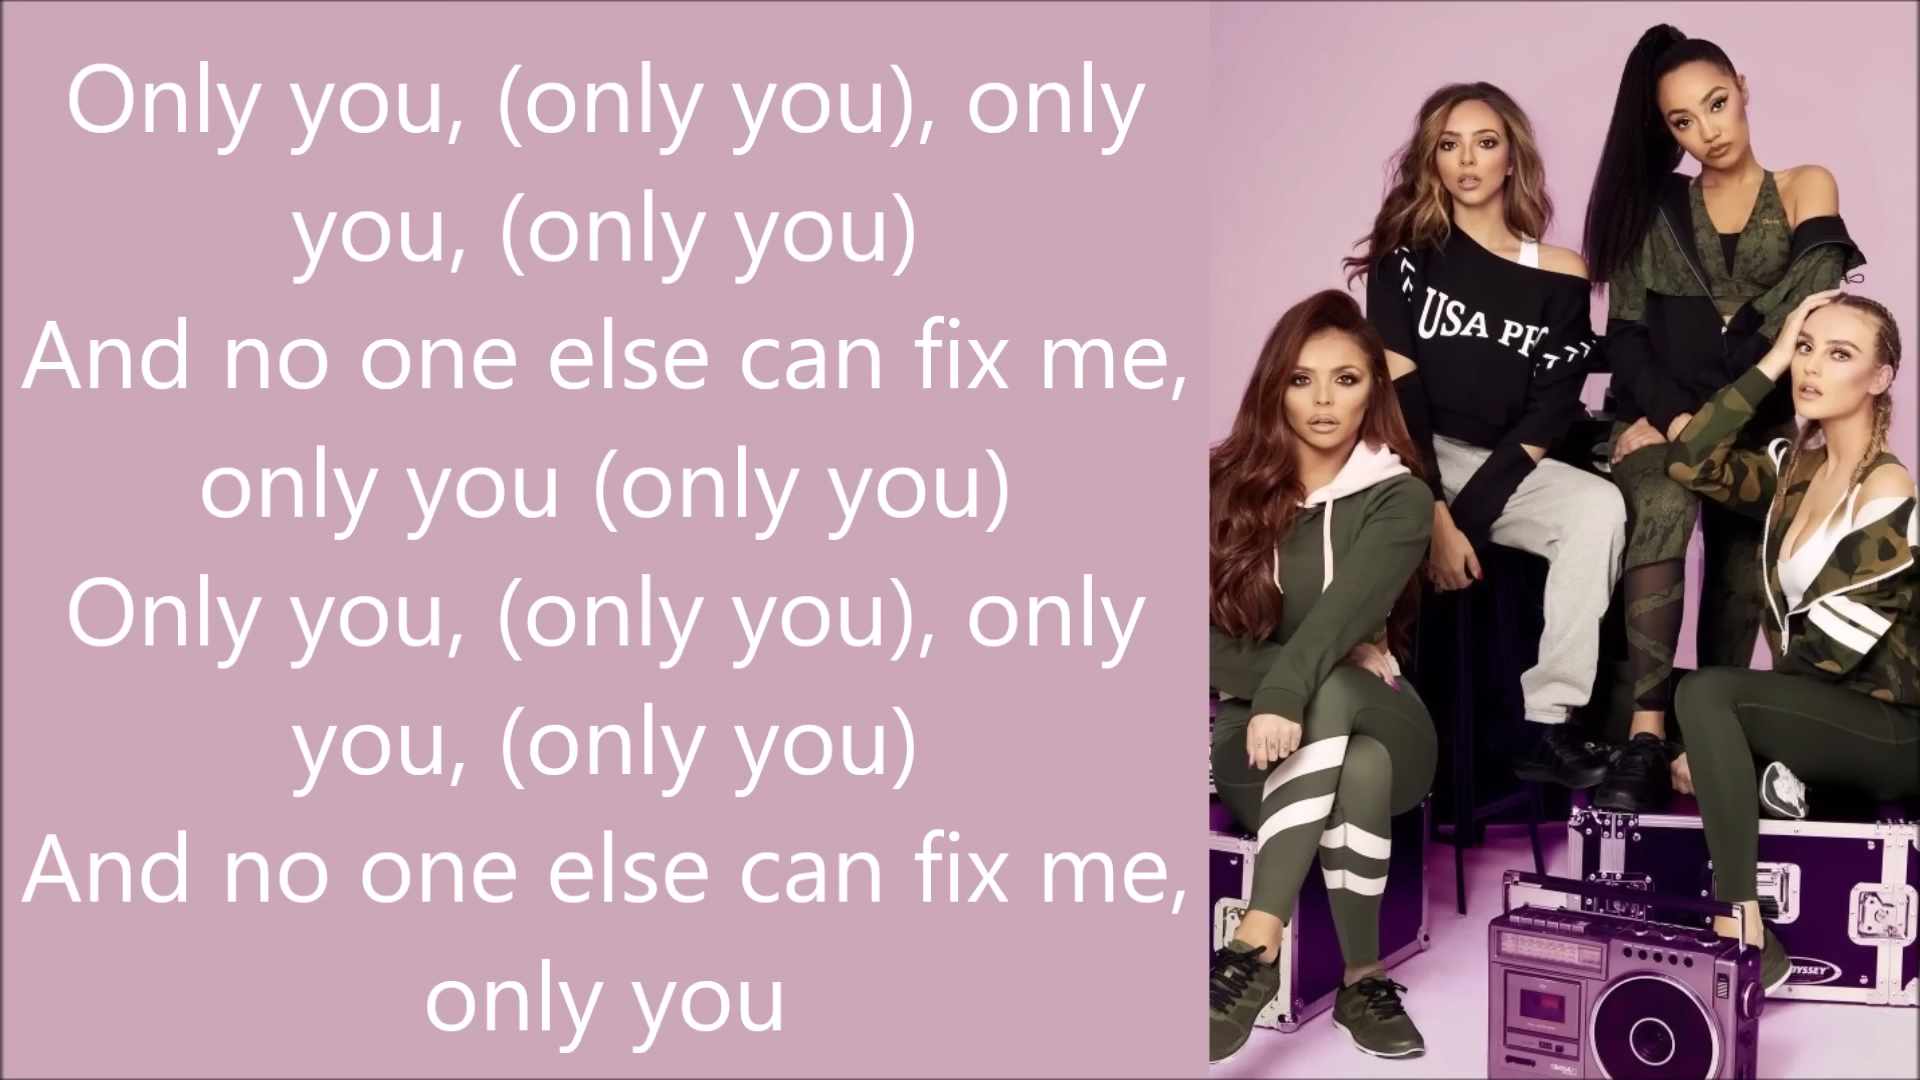 Only you, (only you), only
you, (only you)
And no one else can fix me,
only you (only you)
Only you, (only you), only
you, (only you)
And no one else can fix me,
only you
USA